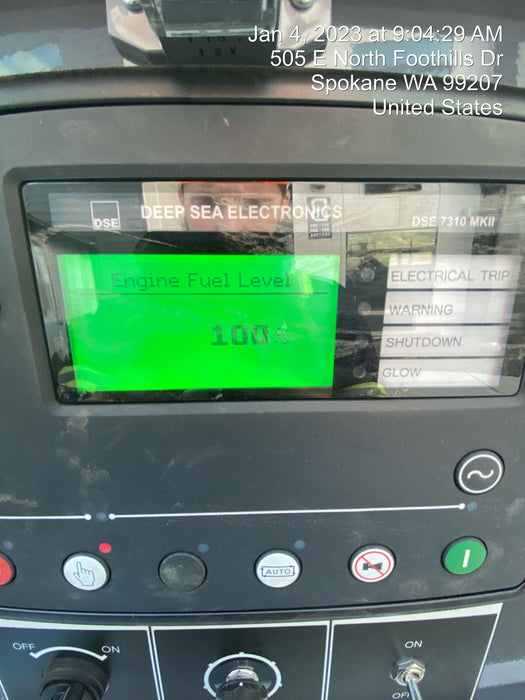 12V
Jan 4, 2023 at 9:04:29 AM
505 E North Foothills Dr
Spokane WA 99207
United States
DSE
DEEP SEA ELECTRONICS
DSE 7310 MKII
Engine Fuel Level
100%
ELECTRICAL TRIP
WARNING
SHUTDOWN
GLOW
AUTO
I
OFF
ON
ON
OFF